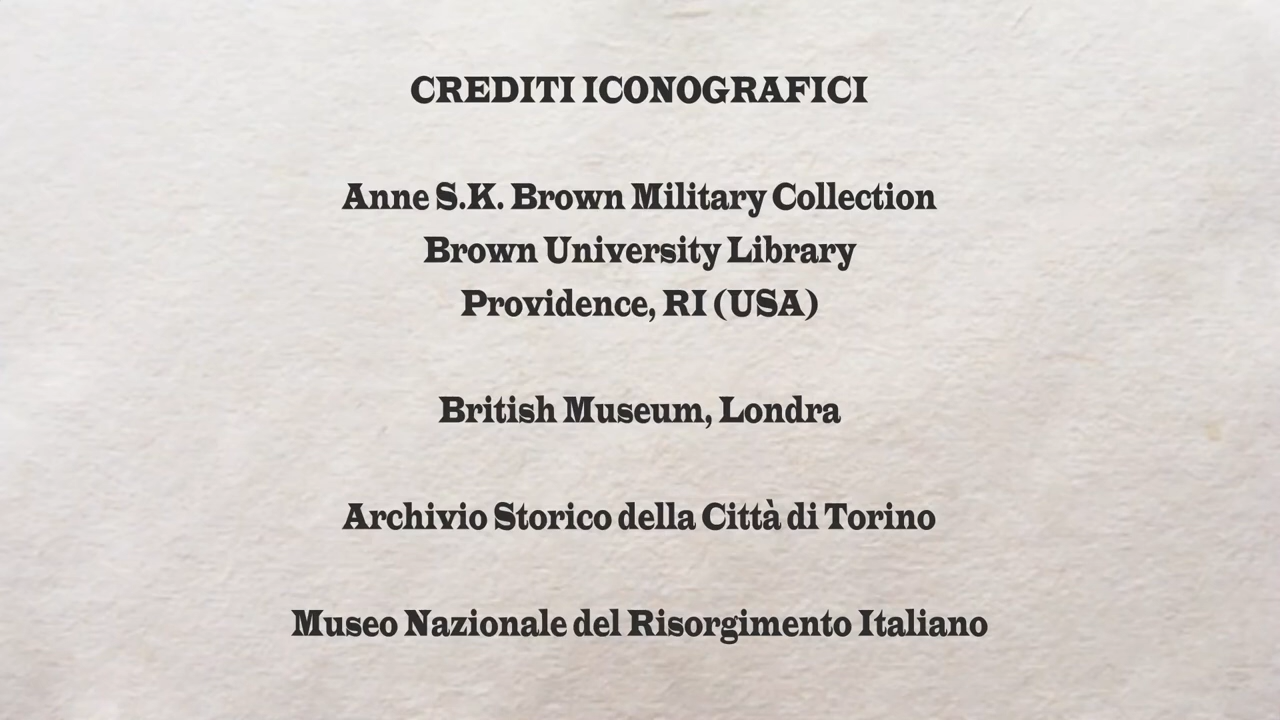 CREDITI ICONOGRAFICI
Anne S.K. Brown Military Collection
Brown University Library
Providence, RI (USA)
British Museum, Londra
Archivio Storico della Città di Torino
Museo Nazionale del Risorgimento Italiano